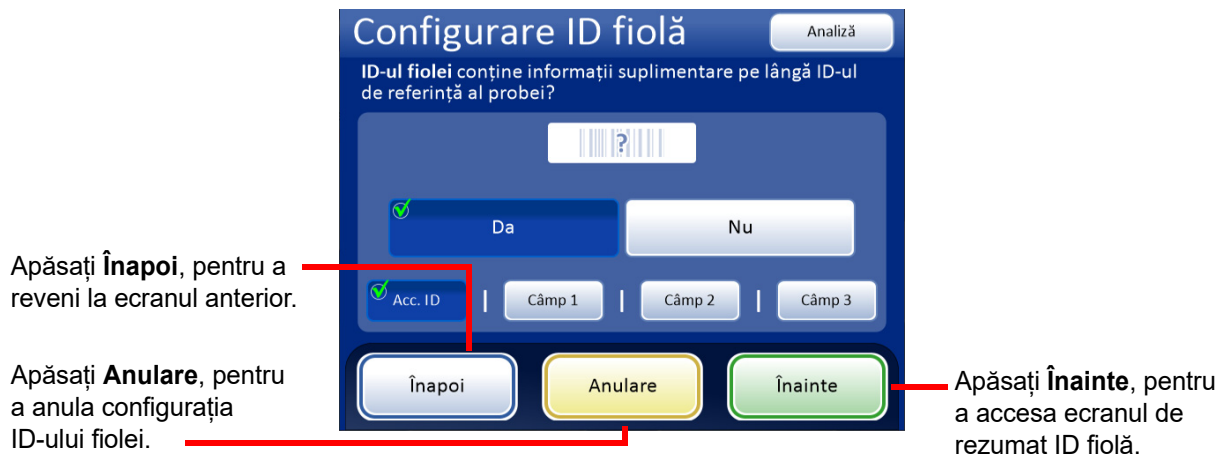 Configurare ID fiolă
Analiză
ID-ul fiolei conține informații suplimentare pe lângă ID-ul
de referință al probei?
?
Da
Nu
Acc. ID | Câmp 1 | Câmp 2 | Câmp 3
Înapoi
Anulare
Înainte
Apăsați Înapoi, pentru a
reveni la ecranul anterior.
Apăsați Anulare, pentru
a anula configurația
ID-ului fiolei.
Apăsați Înainte, pentru
a accesa ecranul de
rezumat ID fiolă.